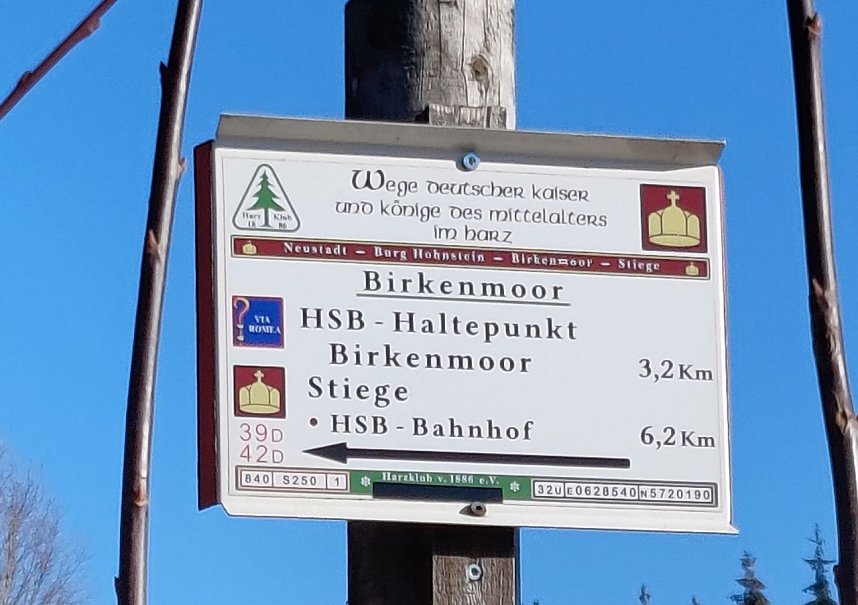 Wege deutscher kaiser
und könige des mittelalters
im harz
Harz Klub
18 86
Neustadt – Burg Hohnstein – Birkenmoor – Stiege
Birkenmoor
VIA
ROMEA
HSB - Haltepunkt
Birkenmoor 3,2 Km
Stiege
• HSB - Bahnhof 6,2 Km
39D
42D
840 S250 1
Harzklub v. 1886 e.V.
32U E0628540 N5720190